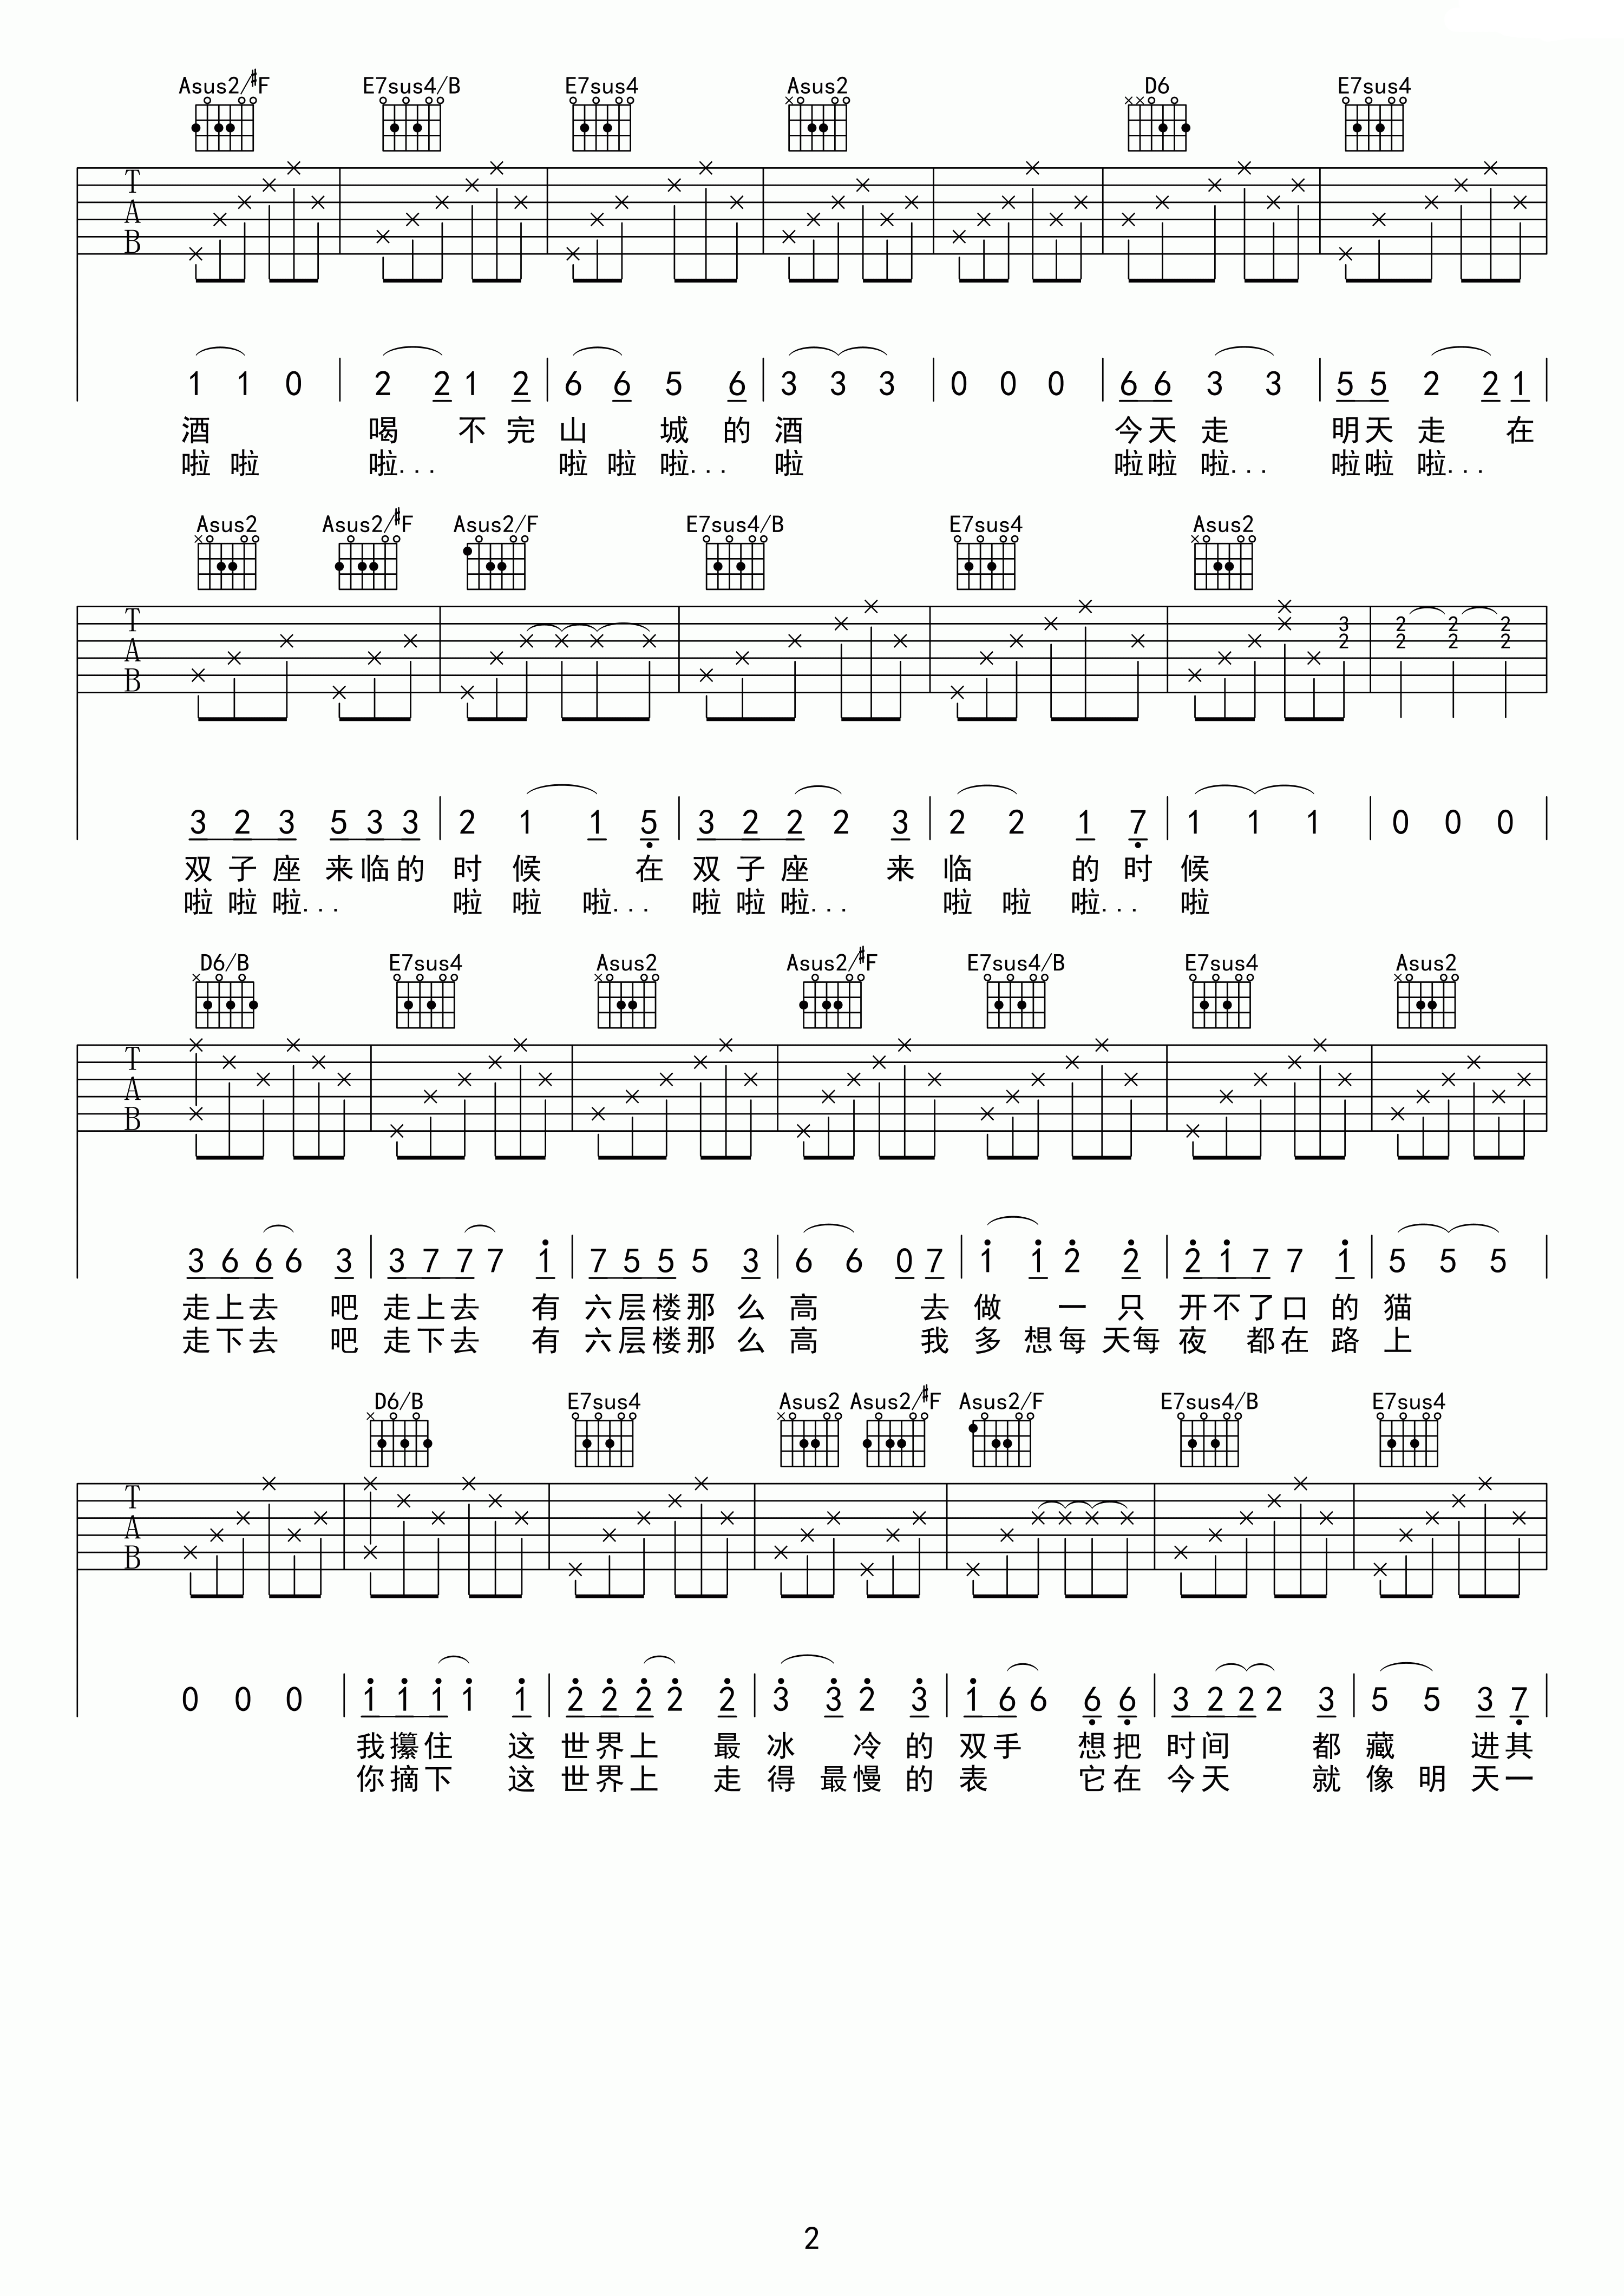 Asus2/#F E7sus4/B E7sus4 Asus2 D6 E7sus4
T
A
B
1 1 0 2 2 1 2 6 6 5 6 3 3 3 0 0 0 6 6 3 3 5 5 2 2 1
酒 喝 不 完 山 城 的 酒 今天 走 明天 走 在
啦 啦 啦... 啦 啦 啦... 啦 啦啦 啦... 啦啦 啦...
Asus2 Asus2/#F Asus2/F E7sus4/B E7sus4 Asus2
T
A
B
3 2 2 2 2 2 2 2
3 2 3 5 3 3 2 1 1 5 3 2 2 2 3 2 2 1 7 1 1 1 0 0 0
双 子 座 来 临 的 时 候 在 双 子 座 来 临 的 时 候
啦 啦 啦... 啦 啦 啦... 啦 啦 啦... 啦 啦 啦... 啦
D6/B E7sus4 Asus2 Asus2/#F E7sus4/B E7sus4 Asus2
T
A
B
3 6 6 6 3 3 7 7 7 1 7 5 5 5 3 6 6 0 7 1 1 2 2 2 1 7 7 1 5 5 5
走 上 去 吧 走 上 去 有 六 层 楼 那 么 高 去 做 一 只 开 不 了 口 的 猫
走 下 去 吧 走 下 去 有 六 层 楼 那 么 高 我 多 想 每 天 每 夜 都 在 路 上
D6/B E7sus4 Asus2 Asus2/#F Asus2/F E7sus4/B E7sus4
T
A
B
0 0 0 1 1 1 1 1 2 2 2 2 2 3 3 2 3 1 6 6 6 6 3 2 2 2 3 5 5 3 7
我 攥 住 这 世 界 上 最 冰 冷 的 双 手 想 把 时 间 都 藏 进 其
你 摘 下 这 世 界 上 走 得 最 慢 的 表 它 在 今 天 就 像 明 天 一
2